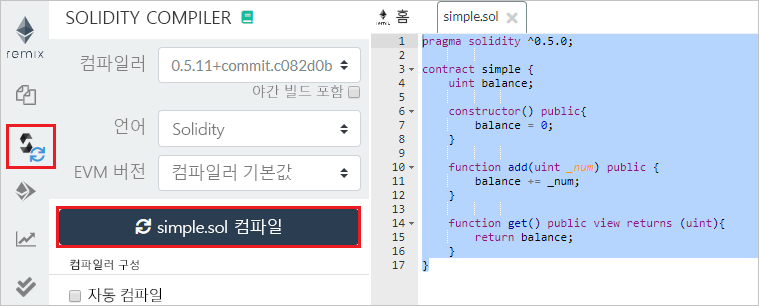 remix
SOLIDITY COMPILER
컴파일러
0.5.11+commit.c082d0b
야간 빌드 포함
언어
Solidity
EVM 버전
컴파일러 기본값
simple.sol 컴파일
컴파일러 구성
자동 컴파일
remix
홈
simple.sol
1 pragma solidity ^0.5.0;
2
3 contract simple {
4 uint balance;
5
6 constructor() public{
7 balance = 0;
8 }
9
10 function add(uint _num) public {
11 balance += _num;
12 }
13
14 function get() public view returns (uint){
15 return balance;
16 }
17 }